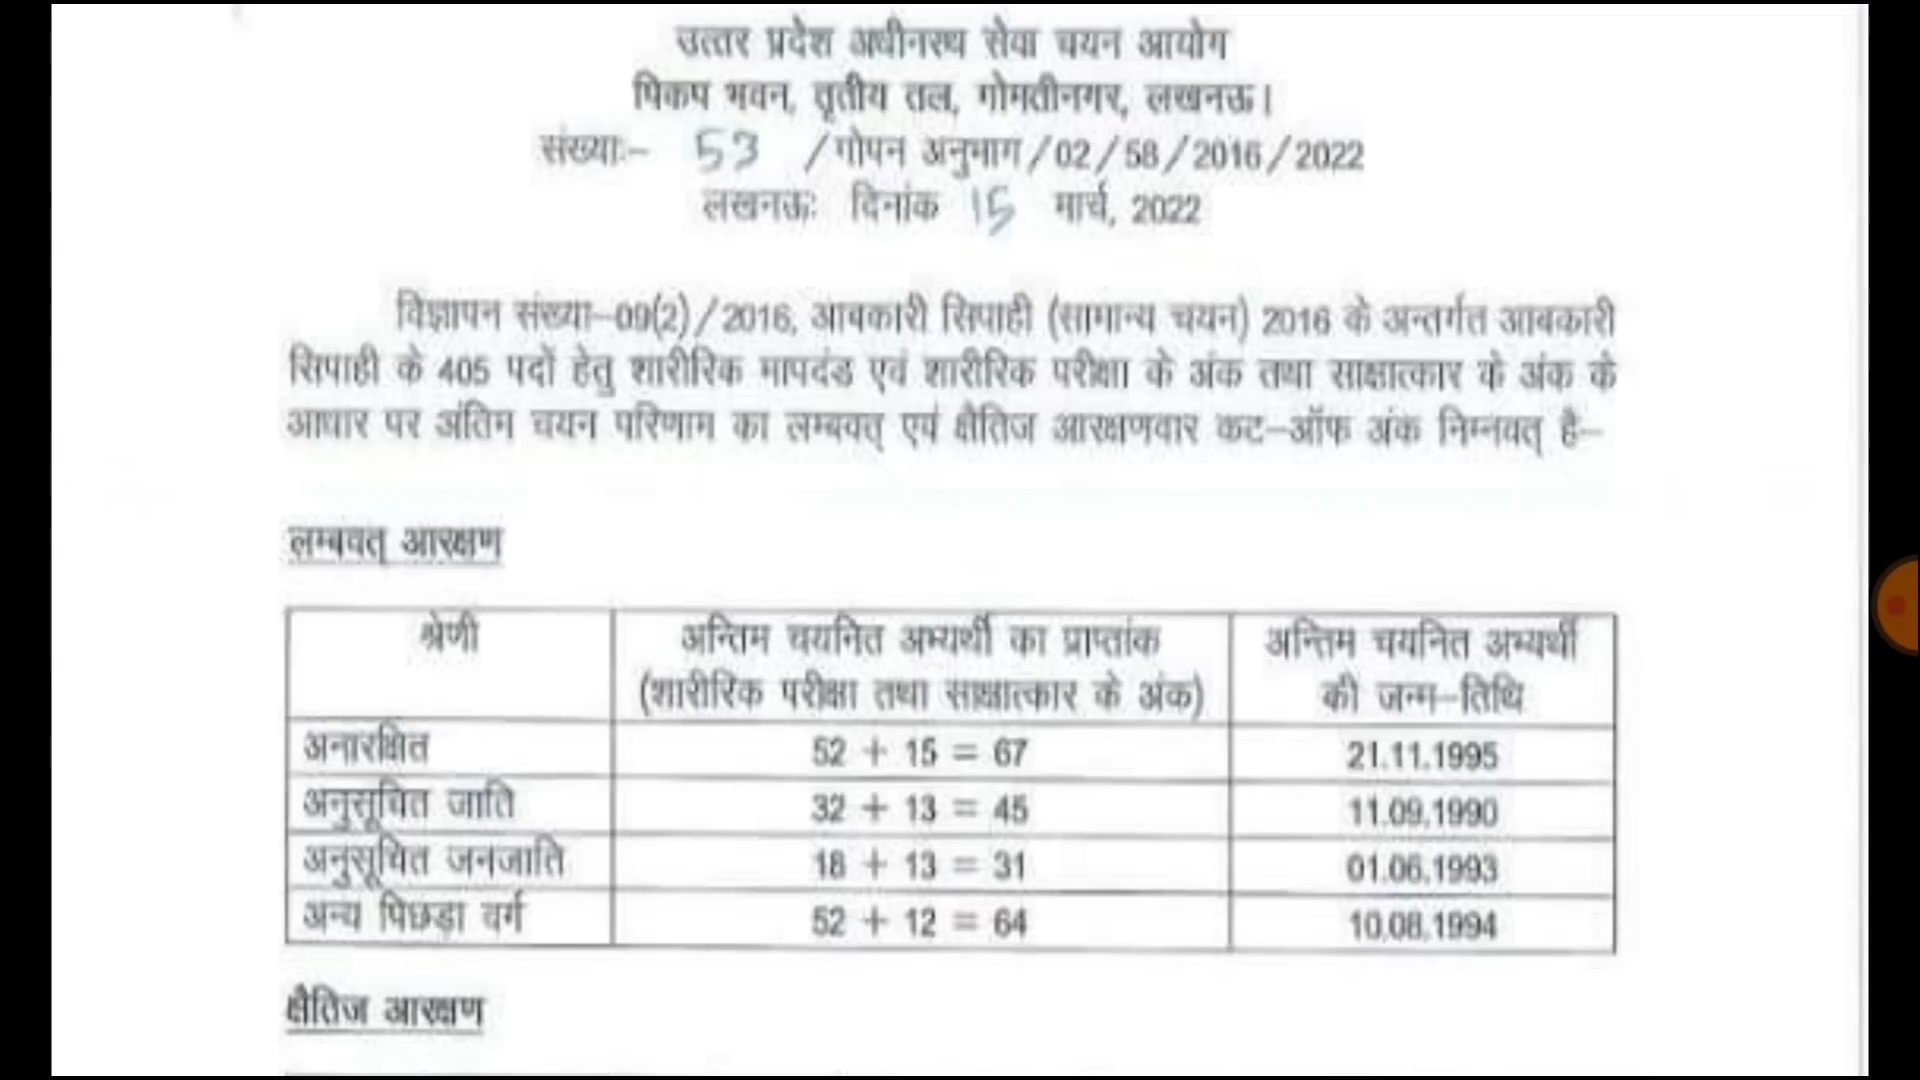 उत्तर प्रदेश अधीनस्थ सेवा चयन आयोग
पिकप भवन, तृतीय तल, गोमतीनगर, लखनऊ।
संख्याः- 53 /गोपन अनुभाग/02/58/2016/2022
लखनऊः दिनांक 15 मार्च, 2022
विज्ञापन संख्या-09(2)/2016, आबकारी सिपाही (सामान्य चयन) 2016 के अन्तर्गत आबकारी
सिपाही के 405 पदों हेतु शारीरिक मापदंड एवं शारीरिक परीक्षा के अंक तथा साक्षात्कार के अंक के
आधार पर अंतिम चयन परिणाम का लम्बवत् एवं क्षैतिज आरक्षणवार कट-ऑफ अंक निम्नवत् है-
लम्बवत् आरक्षण
श्रेणी अन्तिम चयनित अभ्यर्थी का प्राप्तांक अन्तिम चयनित अभ्यर्थी
(शारीरिक परीक्षा तथा साक्षात्कार के अंक) की जन्म-तिथि
अनारक्षित 52 + 15 = 67 21.11.1995
अनुसूचित जाति 32 + 13 = 45 11.09.1990
अनुसूचित जनजाति 18 + 13 = 31 01.06.1993
अन्य पिछड़ा वर्ग 52 + 12 = 64 10.08.1994
क्षैतिज आरक्षण